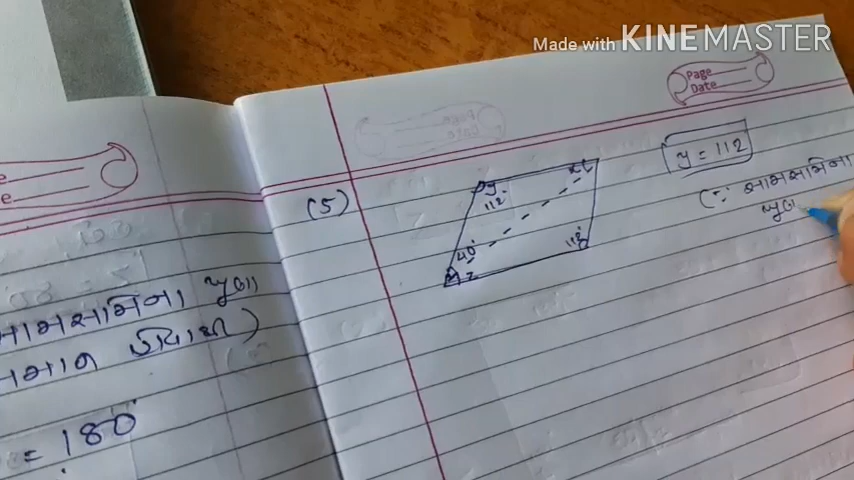 Made with KINEMASTER
Page
Date
(5)
y
x
112°
40°
z
112°
y = 112
(∵ સામસામેના
ખૂણા
સામસામેના ખૂણા
સમાન હોવાથી)
= 180°